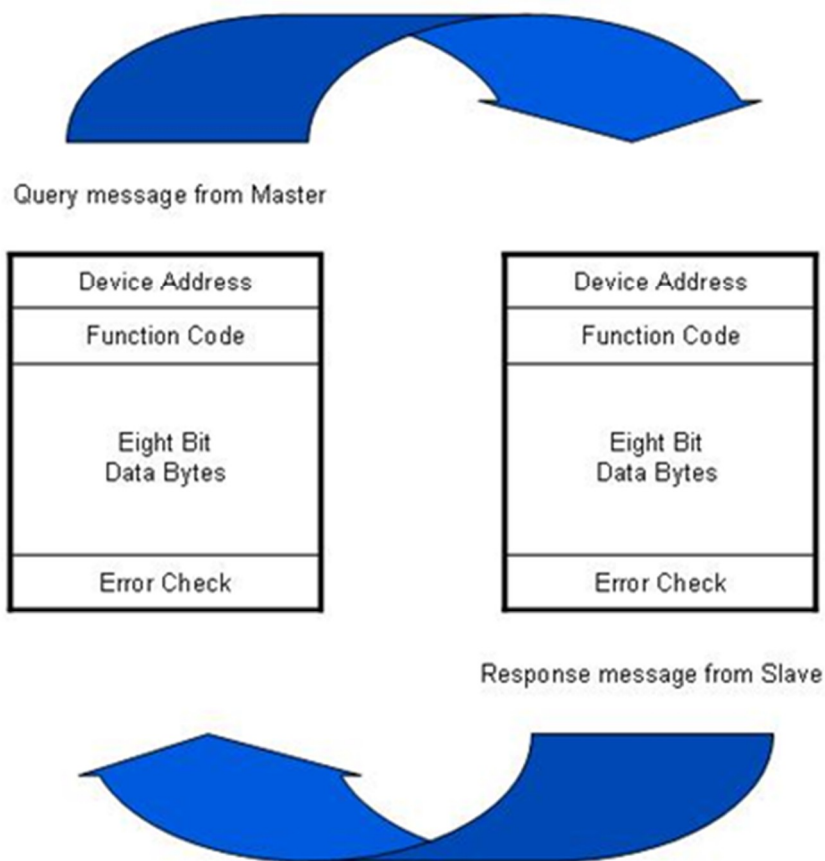 Query message from Master
Device Address
Function Code
Eight Bit
Data Bytes
Error Check
Device Address
Function Code
Eight Bit
Data Bytes
Error Check
Response message from Slave